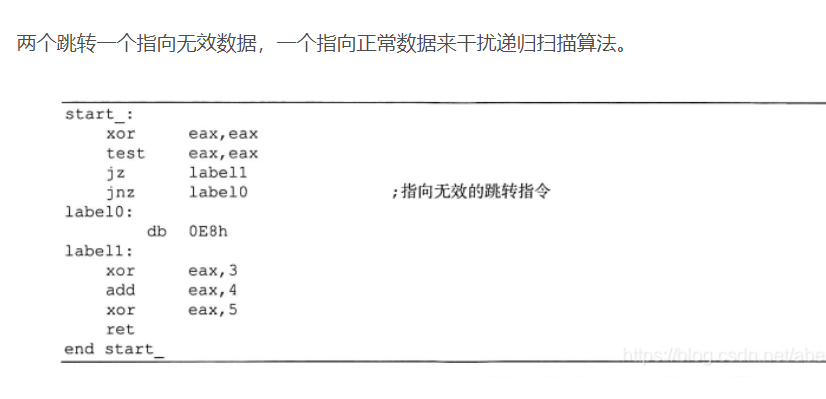 两个跳转一个指向无效数据，一个指向正常数据来干扰递归扫描算法。
start_:
xor eax,eax
test eax,eax
jz label1
jnz label0 ;指向无效的跳转指令
label0:
db 0E8h
label1:
xor eax,3
add eax,4
xor eax,5
ret
end start_
https://blog.csdn.net/abe